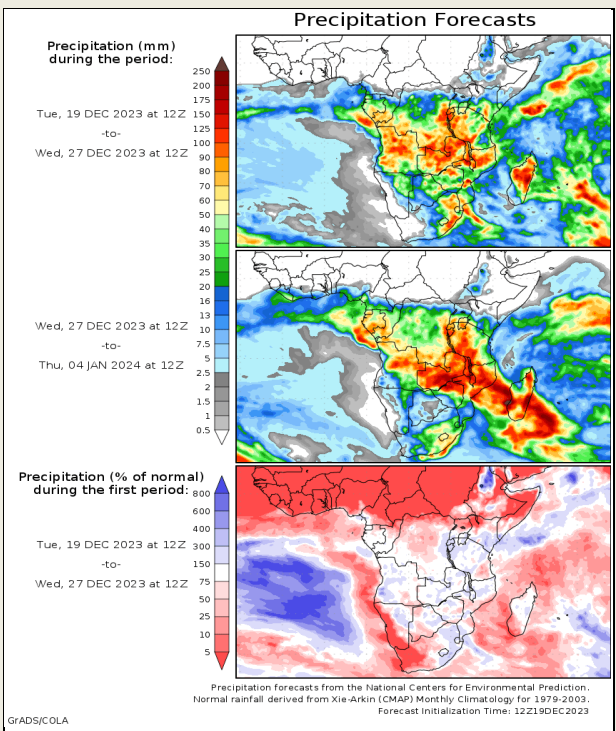 Precipitation Forecasts
Precipitation (mm)
during the period:
Tue, 19 DEC 2023 at 12Z
-to-
Wed, 27 DEC 2023 at 12Z
250
200
175
150
125
100
90
80
70
60
50
40
35
30
25
20
16
13
10
7.5
5
2.5
2
1.5
1
0.5
Wed, 27 DEC 2023 at 12Z
-to-
Thu, 04 JAN 2024 at 12Z
Precipitation (% of normal)
during the first period:
Tue, 19 DEC 2023 at 12Z
-to-
Wed, 27 DEC 2023 at 12Z
800
600
400
300
150
75
50
25
10
5
Precipitation forecasts from the National Centers for Environmental Prediction.
Normal rainfall derived from Xie-Arkin (CMAP) Monthly Climatology for 1979-2003.
Forecast Initialization Time: 12Z19DEC2023
GrADS/COLA